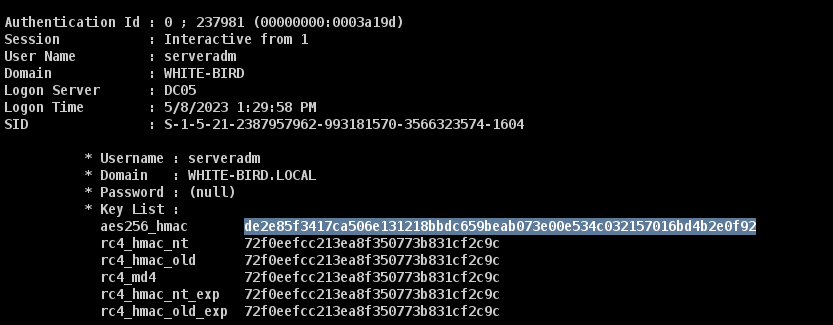 Authentication Id : 0 ; 237981 (00000000:0003a19d)
Session : Interactive from 1
User Name : serveradm
Domain : WHITE-BIRD
Logon Server : DC05
Logon Time : 5/8/2023 1:29:58 PM
SID : S-1-5-21-2387957962-993181570-3566323574-1604
* Username : serveradm
* Domain : WHITE-BIRD.LOCAL
* Password : (null)
* Key List :
aes256_hmac de2e85f3417ca506e131218bbdc659beab073e00e534c032157016bd4b2e0f92
rc4_hmac_nt 72f0eefcc213ea8f350773b831cf2c9c
rc4_hmac_old 72f0eefcc213ea8f350773b831cf2c9c
rc4_md4 72f0eefcc213ea8f350773b831cf2c9c
rc4_hmac_nt_exp 72f0eefcc213ea8f350773b831cf2c9c
rc4_hmac_old_exp 72f0eefcc213ea8f350773b831cf2c9c